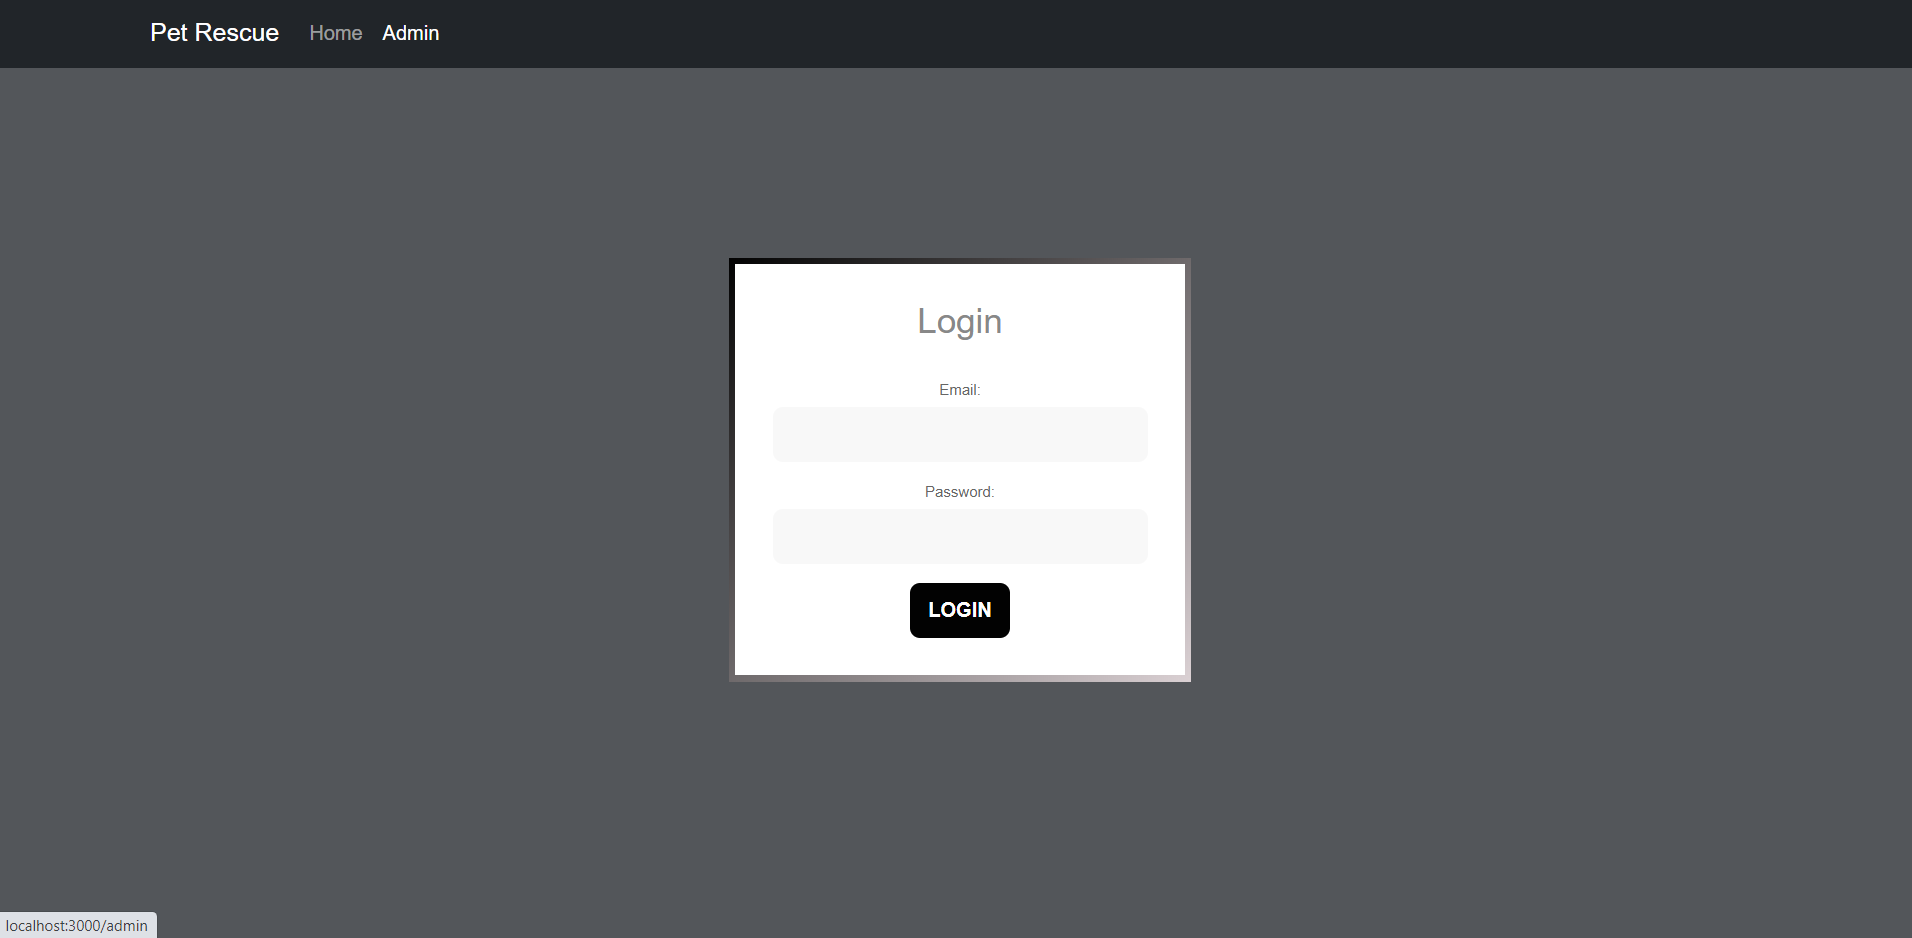 Pet Rescue Home Admin
Login
Email:
Password:
LOGIN
localhost:3000/admin